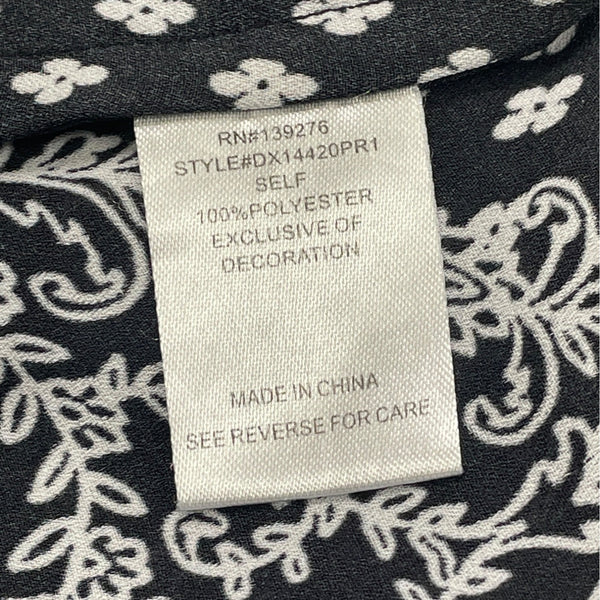 RN#139276
STYLE#DX14420PR1
SELF
100%POLYESTER
EXCLUSIVE OF
DECORATION
MADE IN CHINA
SEE REVERSE FOR CARE